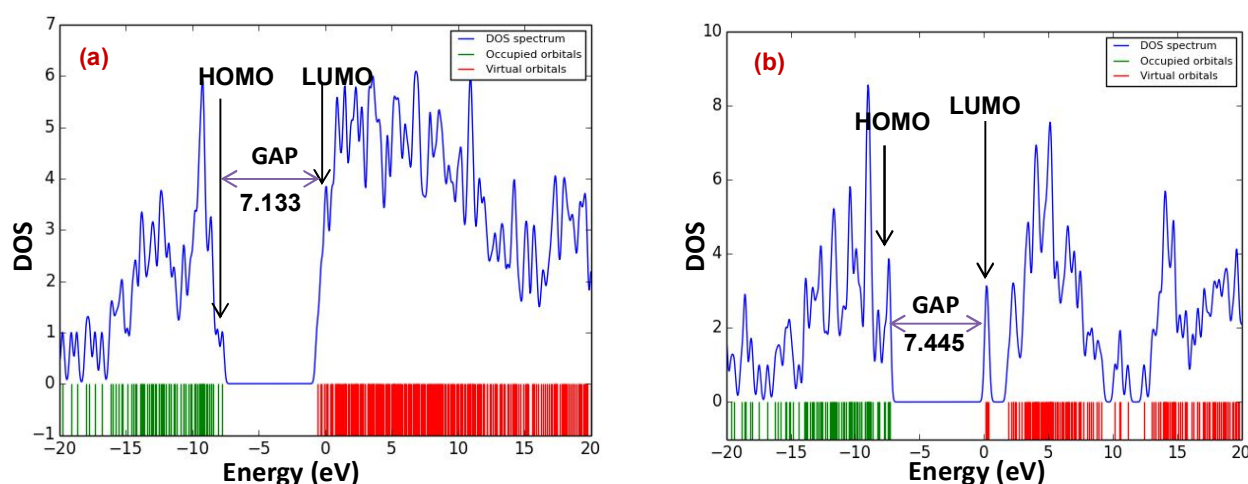 7
6
5
4
3
2
1
0
−1
−20
−15
−10
−5
0
5
10
15
20
DOS
Energy (eV)
(a)
DOS spectrum
Occupied orbitals
Virtual orbitals
HOMO
LUMO
GAP
7.133
10
8
6
4
2
0
−20
−15
−10
−5
0
5
10
15
20
DOS
Energy (eV)
(b)
DOS spectrum
Occupied orbitals
Virtual orbitals
HOMO
LUMO
GAP
7.445